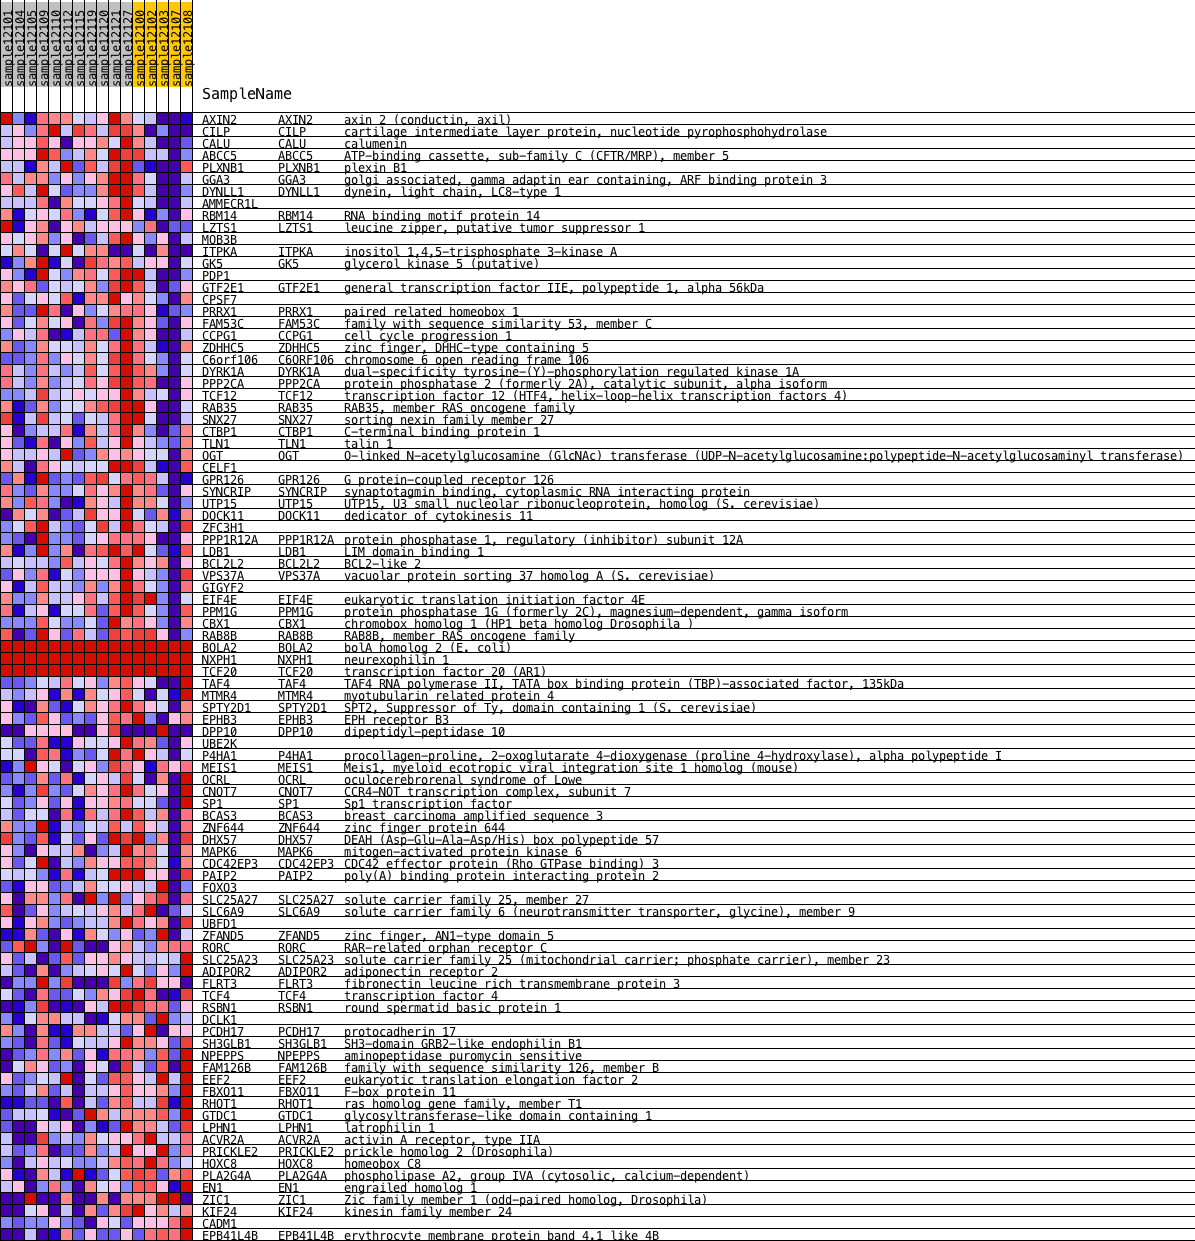 sample12101 sample12104 sample12105 sample12109 sample12110 sample12112 sample12115 sample12119 sample12120 sample12121 sample12127 sample12100 sample12102 sample12103 sample12107 sample12108
SampleName
AXIN2 AXIN2 axin 2 (conductin, axil)
CILP CILP cartilage intermediate layer protein, nucleotide pyrophosphohydrolase
CALU CALU calumenin
ABCC5 ABCC5 ATP-binding cassette, sub-family C (CFTR/MRP), member 5
PLXNB1 PLXNB1 plexin B1
GGA3 GGA3 golgi associated, gamma adaptin ear containing, ARF binding protein 3
DYNLL1 DYNLL1 dynein, light chain, LC8-type 1
AMMECR1L
RBM14 RBM14 RNA binding motif protein 14
LZTS1 LZTS1 leucine zipper, putative tumor suppressor 1
MOB3B
ITPKA ITPKA inositol 1,4,5-trisphosphate 3-kinase A
GK5 GK5 glycerol kinase 5 (putative)
PDP1
GTF2E1 GTF2E1 general transcription factor IIE, polypeptide 1, alpha 56kDa
CPSF7
PRRX1 PRRX1 paired related homeobox 1
FAM53C FAM53C family with sequence similarity 53, member C
CCPG1 CCPG1 cell cycle progression 1
ZDHHC5 ZDHHC5 zinc finger, DHHC-type containing 5
C6orf106 C6ORF106 chromosome 6 open reading frame 106
DYRK1A DYRK1A dual-specificity tyrosine-(Y)-phosphorylation regulated kinase 1A
PPP2CA PPP2CA protein phosphatase 2 (formerly 2A), catalytic subunit, alpha isoform
TCF12 TCF12 transcription factor 12 (HTF4, helix-loop-helix transcription factors 4)
RAB35 RAB35 RAB35, member RAS oncogene family
SNX27 SNX27 sorting nexin family member 27
CTBP1 CTBP1 C-terminal binding protein 1
TLN1 TLN1 talin 1
OGT OGT O-linked N-acetylglucosamine (GlcNAc) transferase (UDP-N-acetylglucosamine:polypeptide-N-acetylglucosaminyl transferase)
CELF1
GPR126 GPR126 G protein-coupled receptor 126
SYNCRIP SYNCRIP synaptotagmin binding, cytoplasmic RNA interacting protein
UTP15 UTP15 UTP15, U3 small nucleolar ribonucleoprotein, homolog (S. cerevisiae)
DOCK11 DOCK11 dedicator of cytokinesis 11
ZFC3H1
PPP1R12A PPP1R12A protein phosphatase 1, regulatory (inhibitor) subunit 12A
LDB1 LDB1 LIM domain binding 1
BCL2L2 BCL2L2 BCL2-like 2
VPS37A VPS37A vacuolar protein sorting 37 homolog A (S. cerevisiae)
GIGYF2
EIF4E EIF4E eukaryotic translation initiation factor 4E
PPM1G PPM1G protein phosphatase 1G (formerly 2C), magnesium-dependent, gamma isoform
CBX1 CBX1 chromobox homolog 1 (HP1 beta homolog Drosophila )
RAB8B RAB8B RAB8B, member RAS oncogene family
BOLA2 BOLA2 bolA homolog 2 (E. coli)
NXPH1 NXPH1 neurexophilin 1
TCF20 TCF20 transcription factor 20 (AR1)
TAF4 TAF4 TAF4 RNA polymerase II, TATA box binding protein (TBP)-associated factor, 135kDa
MTMR4 MTMR4 myotubularin related protein 4
SPTY2D1 SPTY2D1 SPT2, Suppressor of Ty, domain containing 1 (S. cerevisiae)
EPHB3 EPHB3 EPH receptor B3
DPP10 DPP10 dipeptidyl-peptidase 10
UBE2K
P4HA1 P4HA1 procollagen-proline, 2-oxoglutarate 4-dioxygenase (proline 4-hydroxylase), alpha polypeptide I
MEIS1 MEIS1 Meis1, myeloid ecotropic viral integration site 1 homolog (mouse)
OCRL OCRL oculocerebrorenal syndrome of Lowe
CNOT7 CNOT7 CCR4-NOT transcription complex, subunit 7
SP1 SP1 Sp1 transcription factor
BCAS3 BCAS3 breast carcinoma amplified sequence 3
ZNF644 ZNF644 zinc finger protein 644
DHX57 DHX57 DEAH (Asp-Glu-Ala-Asp/His) box polypeptide 57
MAPK6 MAPK6 mitogen-activated protein kinase 6
CDC42EP3 CDC42EP3 CDC42 effector protein (Rho GTPase binding) 3
PAIP2 PAIP2 poly(A) binding protein interacting protein 2
FOXO3
SLC25A27 SLC25A27 solute carrier family 25, member 27
SLC6A9 SLC6A9 solute carrier family 6 (neurotransmitter transporter, glycine), member 9
UBFD1
ZFAND5 ZFAND5 zinc finger, AN1-type domain 5
RORC RORC RAR-related orphan receptor C
SLC25A23 SLC25A23 solute carrier family 25 (mitochondrial carrier; phosphate carrier), member 23
ADIPOR2 ADIPOR2 adiponectin receptor 2
FLRT3 FLRT3 fibronectin leucine rich transmembrane protein 3
TCF4 TCF4 transcription factor 4
RSBN1 RSBN1 round spermatid basic protein 1
DCLK1
PCDH17 PCDH17 protocadherin 17
SH3GLB1 SH3GLB1 SH3-domain GRB2-like endophilin B1
NPEPPS NPEPPS aminopeptidase puromycin sensitive
FAM126B FAM126B family with sequence similarity 126, member B
EEF2 EEF2 eukaryotic translation elongation factor 2
FBXO11 FBXO11 F-box protein 11
RHOT1 RHOT1 ras homolog gene family, member T1
GTDC1 GTDC1 glycosyltransferase-like domain containing 1
LPHN1 LPHN1 latrophilin 1
ACVR2A ACVR2A activin A receptor, type IIA
PRICKLE2 PRICKLE2 prickle homolog 2 (Drosophila)
HOXC8 HOXC8 homeobox C8
PLA2G4A PLA2G4A phospholipase A2, group IVA (cytosolic, calcium-dependent)
EN1 EN1 engrailed homolog 1
ZIC1 ZIC1 Zic family member 1 (odd-paired homolog, Drosophila)
KIF24 KIF24 kinesin family member 24
CADM1
EPB41L4B EPB41L4B erythrocyte membrane protein band 4.1 like 4B